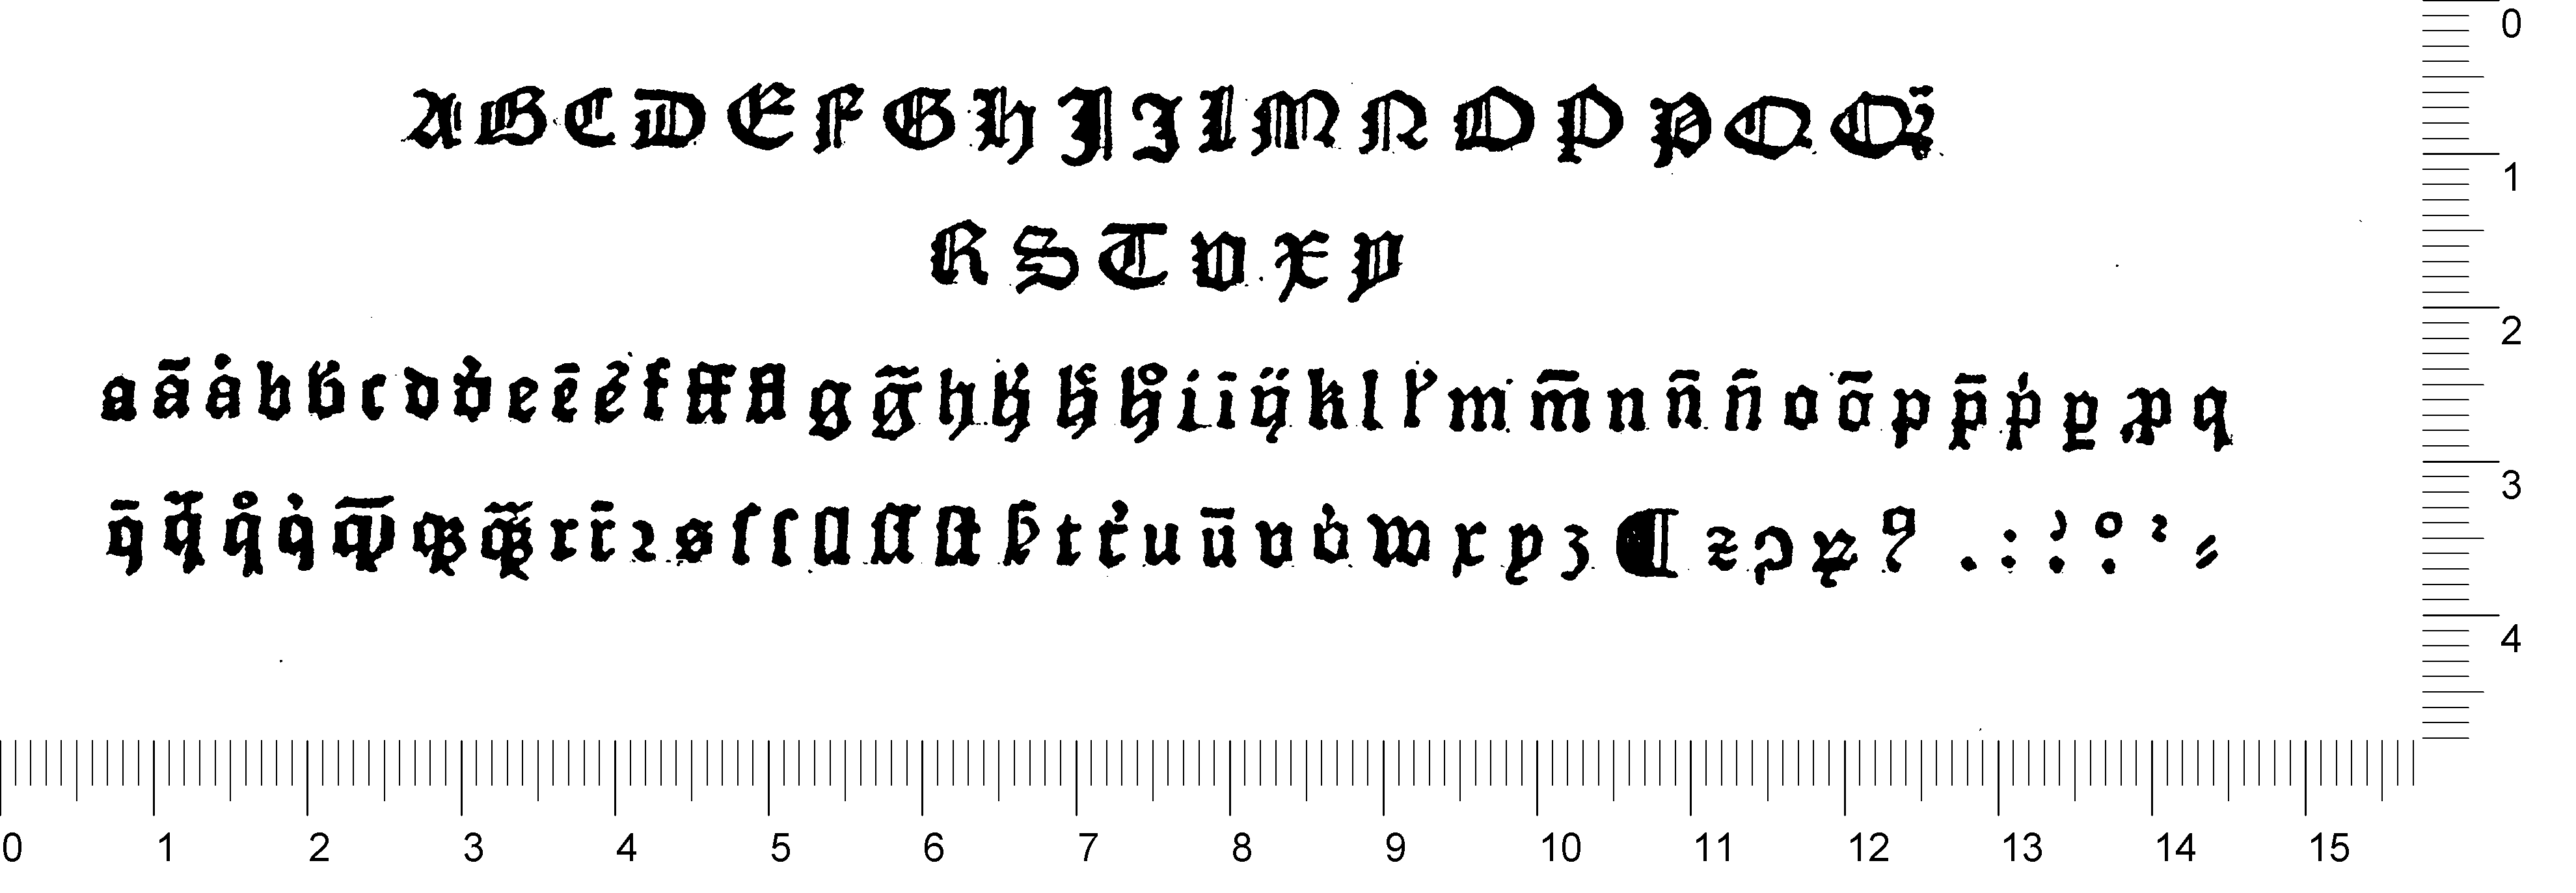 A B C D E F G H J I L M N O P P Q Q̃
R S T V X Y
a ã å b b̃ c d d̾ e ē é f ff fl g g̃ h h̾ h̃ h̊ i ī ij k l l̾ m m̄ n ñ n̄ o ō p p̄ p̾ ꝑ ꝓ q
q̄ q̃ q̊ q̇ r r̄ ꝛ s ſ ſ ſſ ſt t t̾ u ū v v̾ w x y z ¶ . :
0
1
2
3
4
0 1 2 3 4 5 6 7 8 9 10 11 12 13 14 15